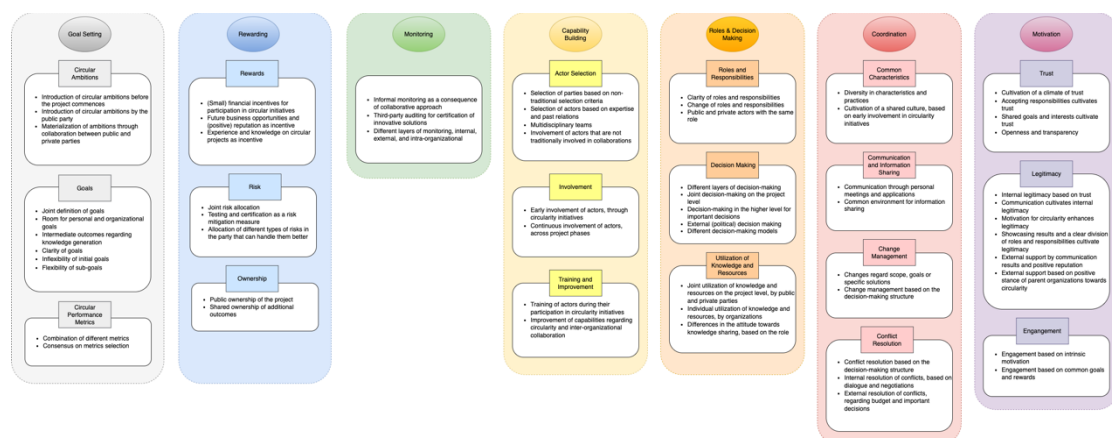 Goal Setting
Circular
Ambitions
• Introduction of circular ambitions before
the project commences
• Introduction of circular ambitions by the
public party
• Materialization of ambitions through
collaboration between public and
private parties
Goals
• Joint definition of goals
• Room for personal and organizational
goals
• Intermediate outcomes regarding
knowledge generation
• Clarity of goals
• Inflexibility of initial goals
• Flexibility of sub-goals
Circular
Performance
Metrics
• Combination of different metrics
• Consensus on metrics selection
Rewarding
Rewards
• (Small) financial incentives for
participation in circular initiatives
• Future business opportunities and
(positive) reputation as incentive
• Experience and knowledge on circular
projects as incentive
Risk
• Joint risk allocation
• Testing and certification as a risk
mitigation measure
• Allocation of different types of risks in
the party that can handle them better
Ownership
• Public ownership of the project
• Shared ownership of additional
outcomes
Monitoring
• Informal monitoring as a consequence
of collaborative approach
• Third-party auditing for certification of
innovative solutions
• Different layers of monitoring, internal,
external, and intra-organizational
Capability
Building
Actor Selection
• Selection of parties based on non-
traditional selection criteria
• Selection of actors based on expertise
and past relations
• Multidisciplinary teams
• Involvement of actors that are not
traditionally involved in collaborations
Involvement
• Early involvement of actors, through
circularity initiatives
• Continuous involvement of actors,
across project phases
Training and
Improvement
• Training of actors during their
participation in circularity initiatives
• Improvement of capabilities regarding
circularity and inter-organizational
collaboration
Roles & Decision
Making
Roles and
Responsibilities
• Clarity of roles and responsibilities
• Change of roles and responsibilities
• Public and private actors with the same
role
Decision Making
• Different layers of decision-making
• Joint decision-making on the project
level
• Decision-making in the higher level for
important decisions
• External (political) decision making
• Different decision-making models
Utilization of
Knowledge and
Resources
• Joint utilization of knowledge and
resources on the project level, by public
and private parties
• Individual utilization of knowledge and
resources, by organizations
• Differences in the attitude towards
knowledge sharing, based on the role
Coordination
Common
Characteristics
• Diversity in characteristics and
practices
• Cultivation of a shared culture, based
on early involvement in circularity
initiatives
Communication
and Information
Sharing
• Communication through personal
meetings and applications
• Common environment for information
sharing
Change
Management
• Changes regard scope, goals or
specific solutions
• Change management based on the
decision-making structure
Conflict
Resolution
• Conflict resolution based on the
decision-making structure
• Internal resolution of conflicts, based on
dialogue and negotiations
• External resolution of conflicts,
regarding budget and important
decisions
Motivation
Trust
• Cultivation of a climate of trust
• Accepting responsibilities cultivates
trust
• Shared goals and interests cultivate
trust
• Openness and transparency
Legitimacy
• Internal legitimacy based on trust
• Communication cultivates internal
legitimacy
• Motivation for circularity enhances
legitimacy
• Showcasing results and a clear division
of roles and responsibilities cultivate
legitimacy
• External support by communication
results and positive reputation
• External support based on positive
stance of parent organizations towards
circularity
Engangement
• Engagement based on intrinsic
motivation
• Engagement based on common goals
and rewards